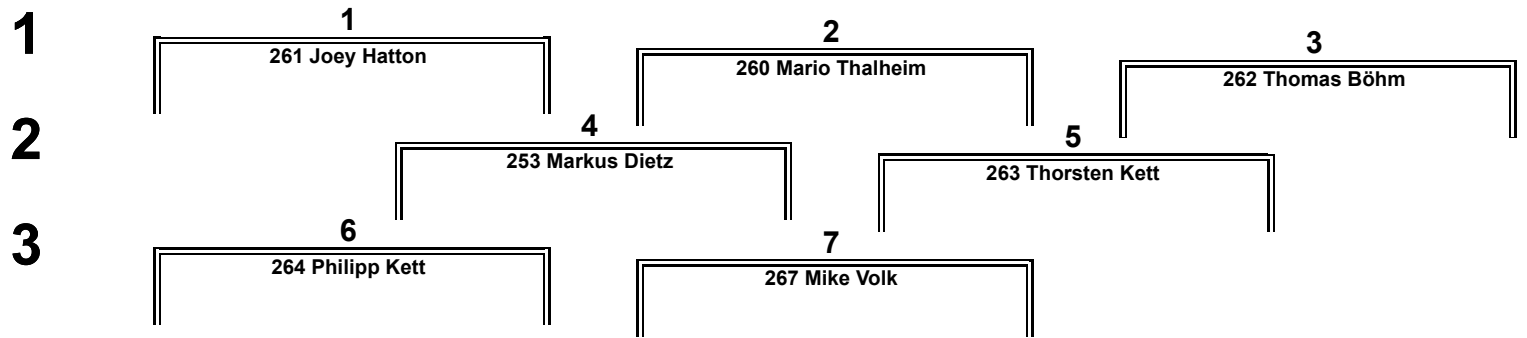 1
1
261 Joey Hatton
2
260 Mario Thalheim
3
262 Thomas Böhm
2
4
253 Markus Dietz
5
263 Thorsten Kett
3
6
264 Philipp Kett
7
267 Mike Volk